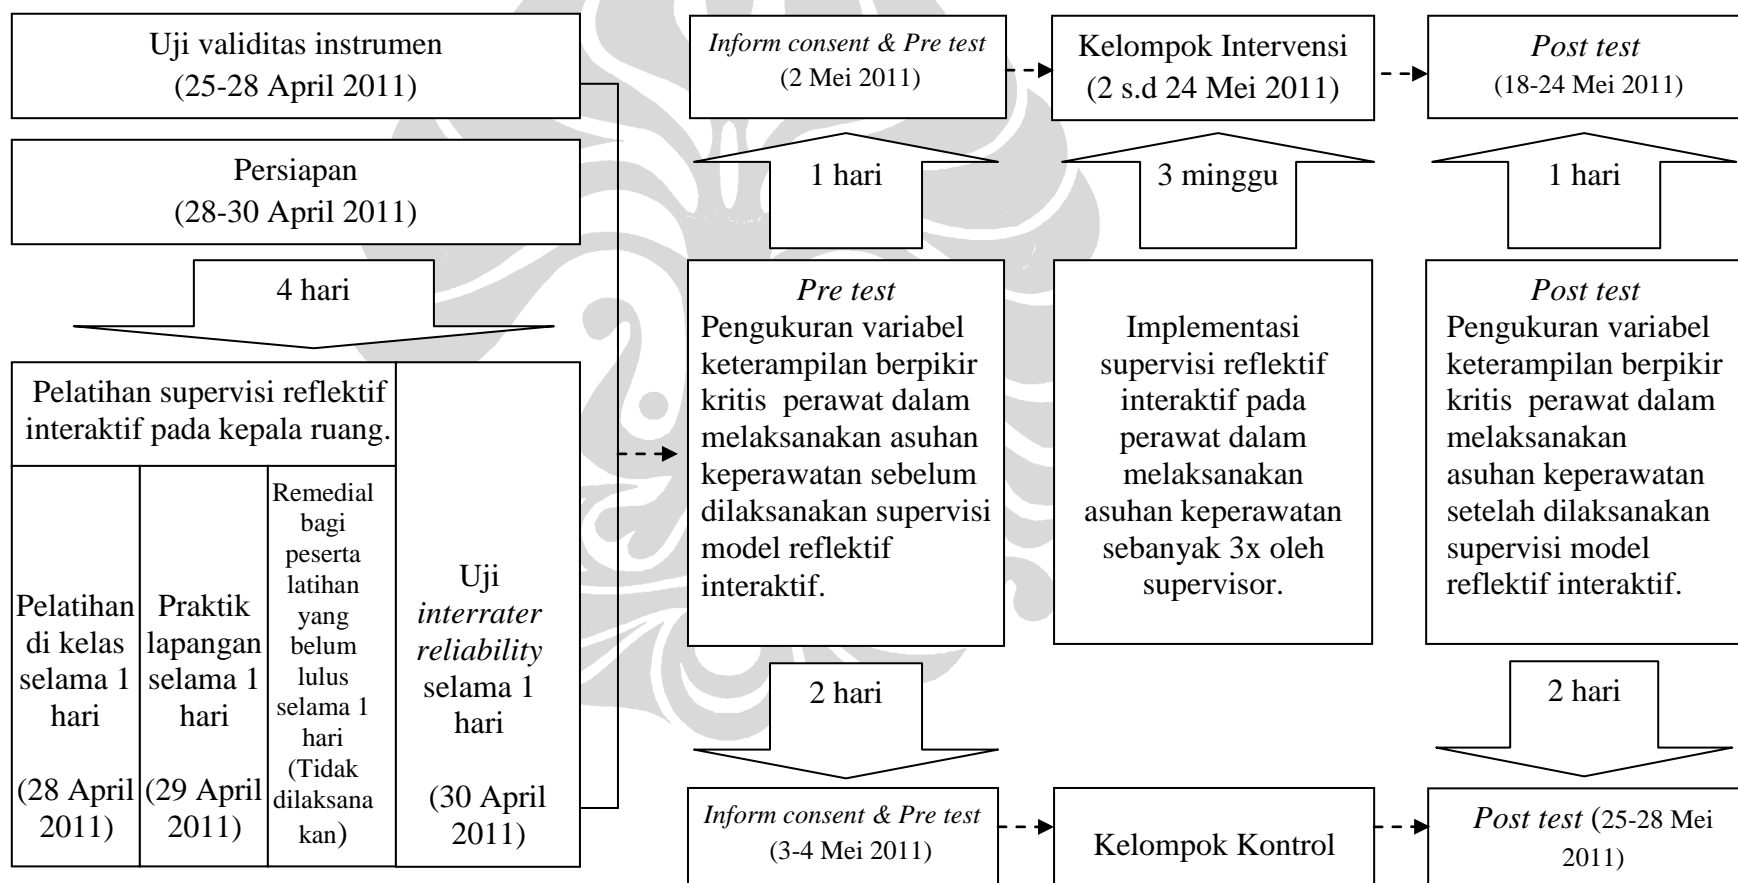 Uji validitas instrumen
(25-28 April 2011)
Persiapan
(28-30 April 2011)
4 hari
Pelatihan supervisi reflektif
interaktif pada kepala ruang.
Pelatihan
di kelas
selama 1
hari
(28 April
2011)
Praktik
lapangan
selama 1
hari
(29 April
2011)
Remedial
bagi
peserta
latihan
yang
belum
lulus
selama 1
hari
(Tidak
dilaksana
kan)
Uji
interrater
reliability
selama 1
hari
(30 April
2011)
Inform consent & Pre test
(2 Mei 2011)
1 hari
Pre test
Pengukuran variabel
keterampilan berpikir
kritis perawat dalam
melaksanakan asuhan
keperawatan sebelum
dilaksanakan supervisi
model reflektif
interaktif.
2 hari
Inform consent & Pre test
(3-4 Mei 2011)
Kelompok Intervensi
(2 s.d 24 Mei 2011)
3 minggu
Implementasi
supervisi reflektif
interaktif pada
perawat dalam
melaksanakan
asuhan keperawatan
sebanyak 3x oleh
supervisor.
Kelompok Kontrol
Post test
(18-24 Mei 2011)
1 hari
Post test
Pengukuran variabel
keterampilan berpikir
kritis perawat dalam
melaksanakan
asuhan keperawatan
setelah dilaksanakan
supervisi model
reflektif interaktif.
2 hari
Post test (25-28 Mei
2011)